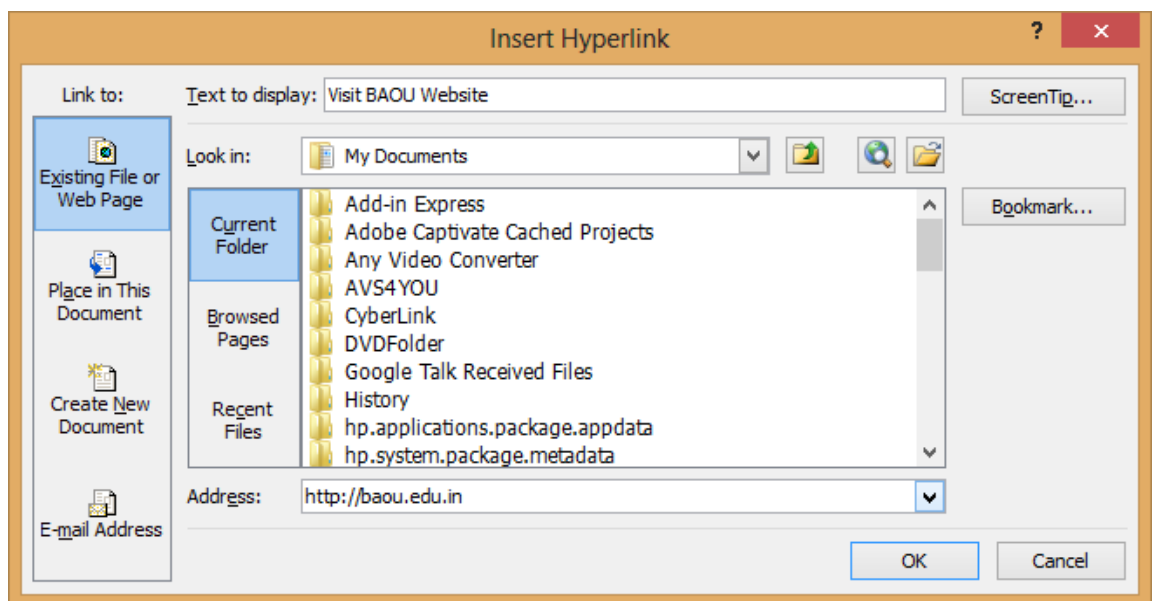 Insert Hyperlink
?
Link to:
Text to display: Visit BAOU Website
ScreenTip...
Existing File or
Web Page
Place in This
Document
Create New
Document
E-mail Address
Look in:
My Documents
Current
Folder
Browsed
Pages
Recent
Files
Add-in Express
Adobe Captivate Cached Projects
Any Video Converter
AVS4YOU
CyberLink
DVDFolder
Google Talk Received Files
History
hp.applications.package.appdata
hp.system.package.metadata
Bookmark...
Address: http://baou.edu.in
OK
Cancel